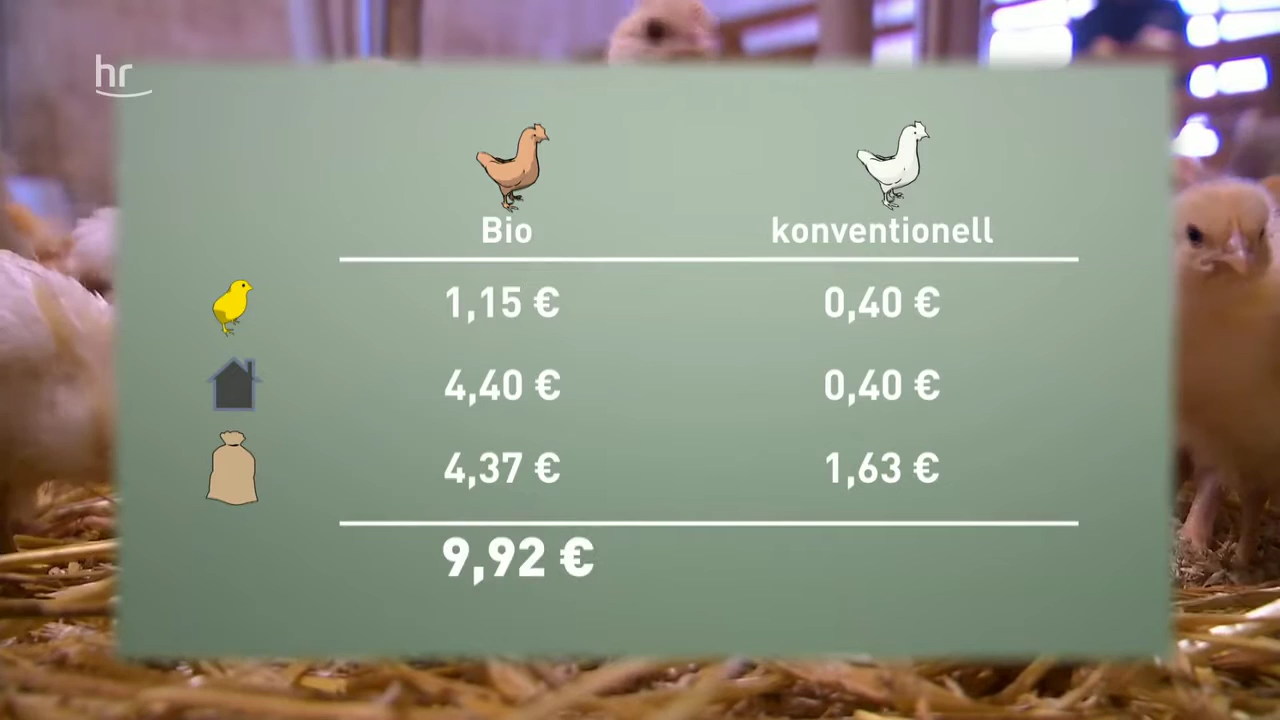 hr
Bio konventionell
1,15 € 0,40 €
4,40 € 0,40 €
4,37 € 1,63 €
9,92 €